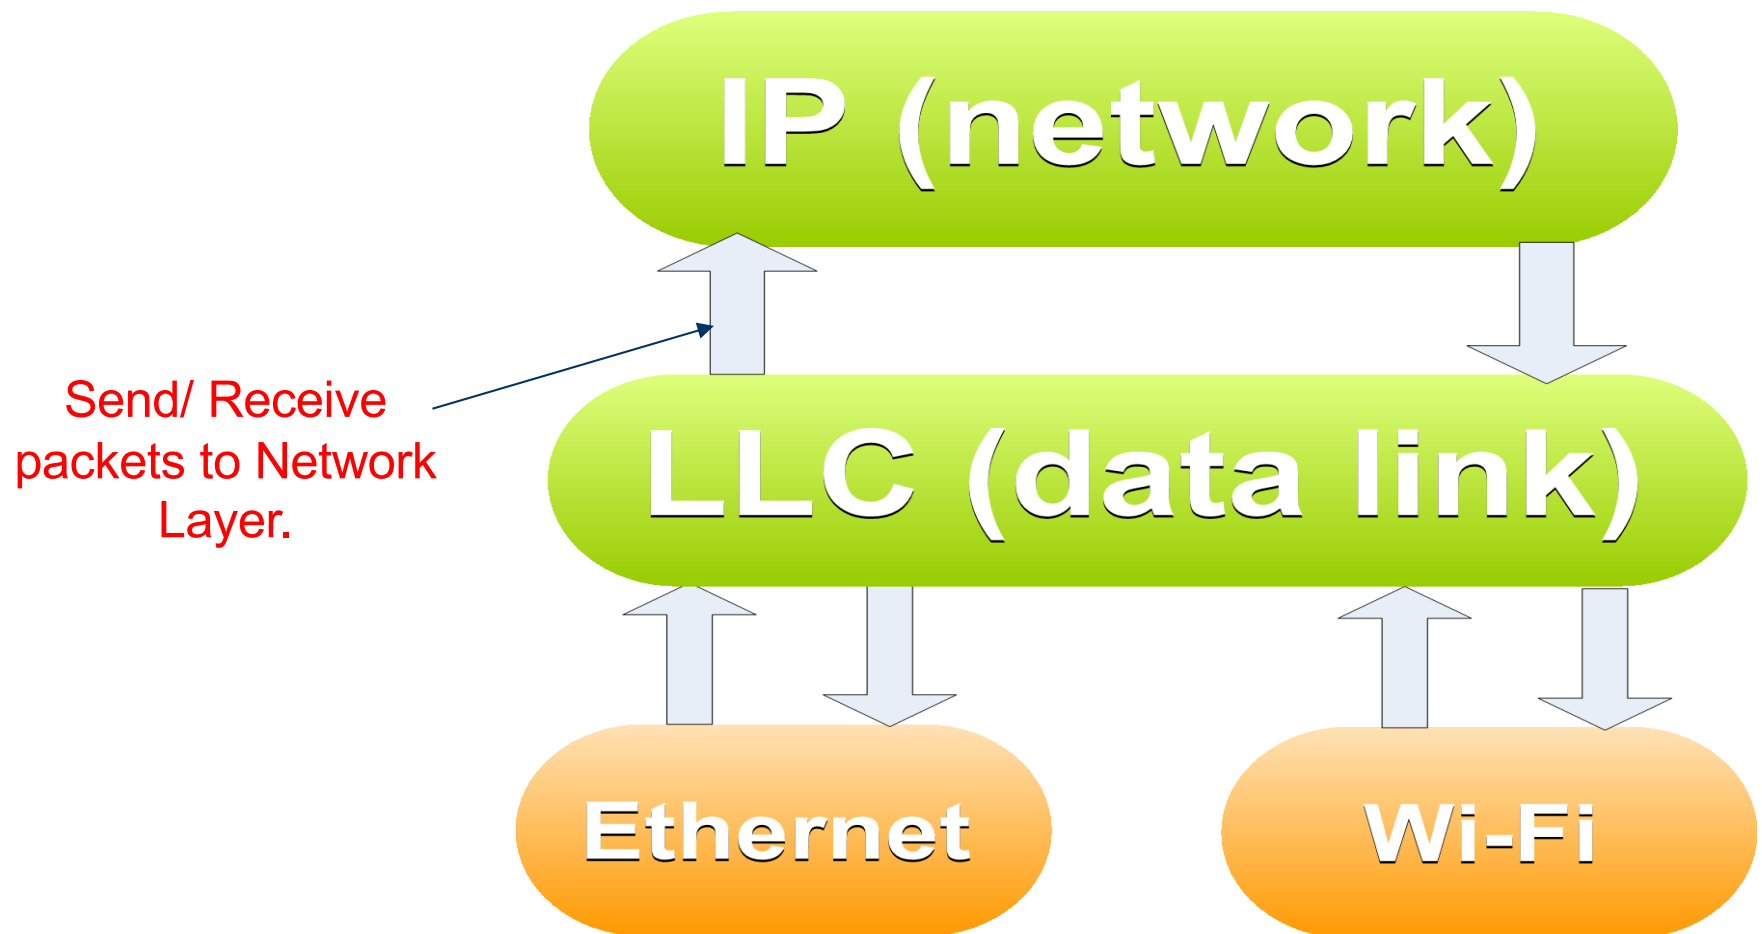 IP (network)
Send/ Receive
packets to Network
Layer.
LLC (data link)
Ethernet
Wi-Fi